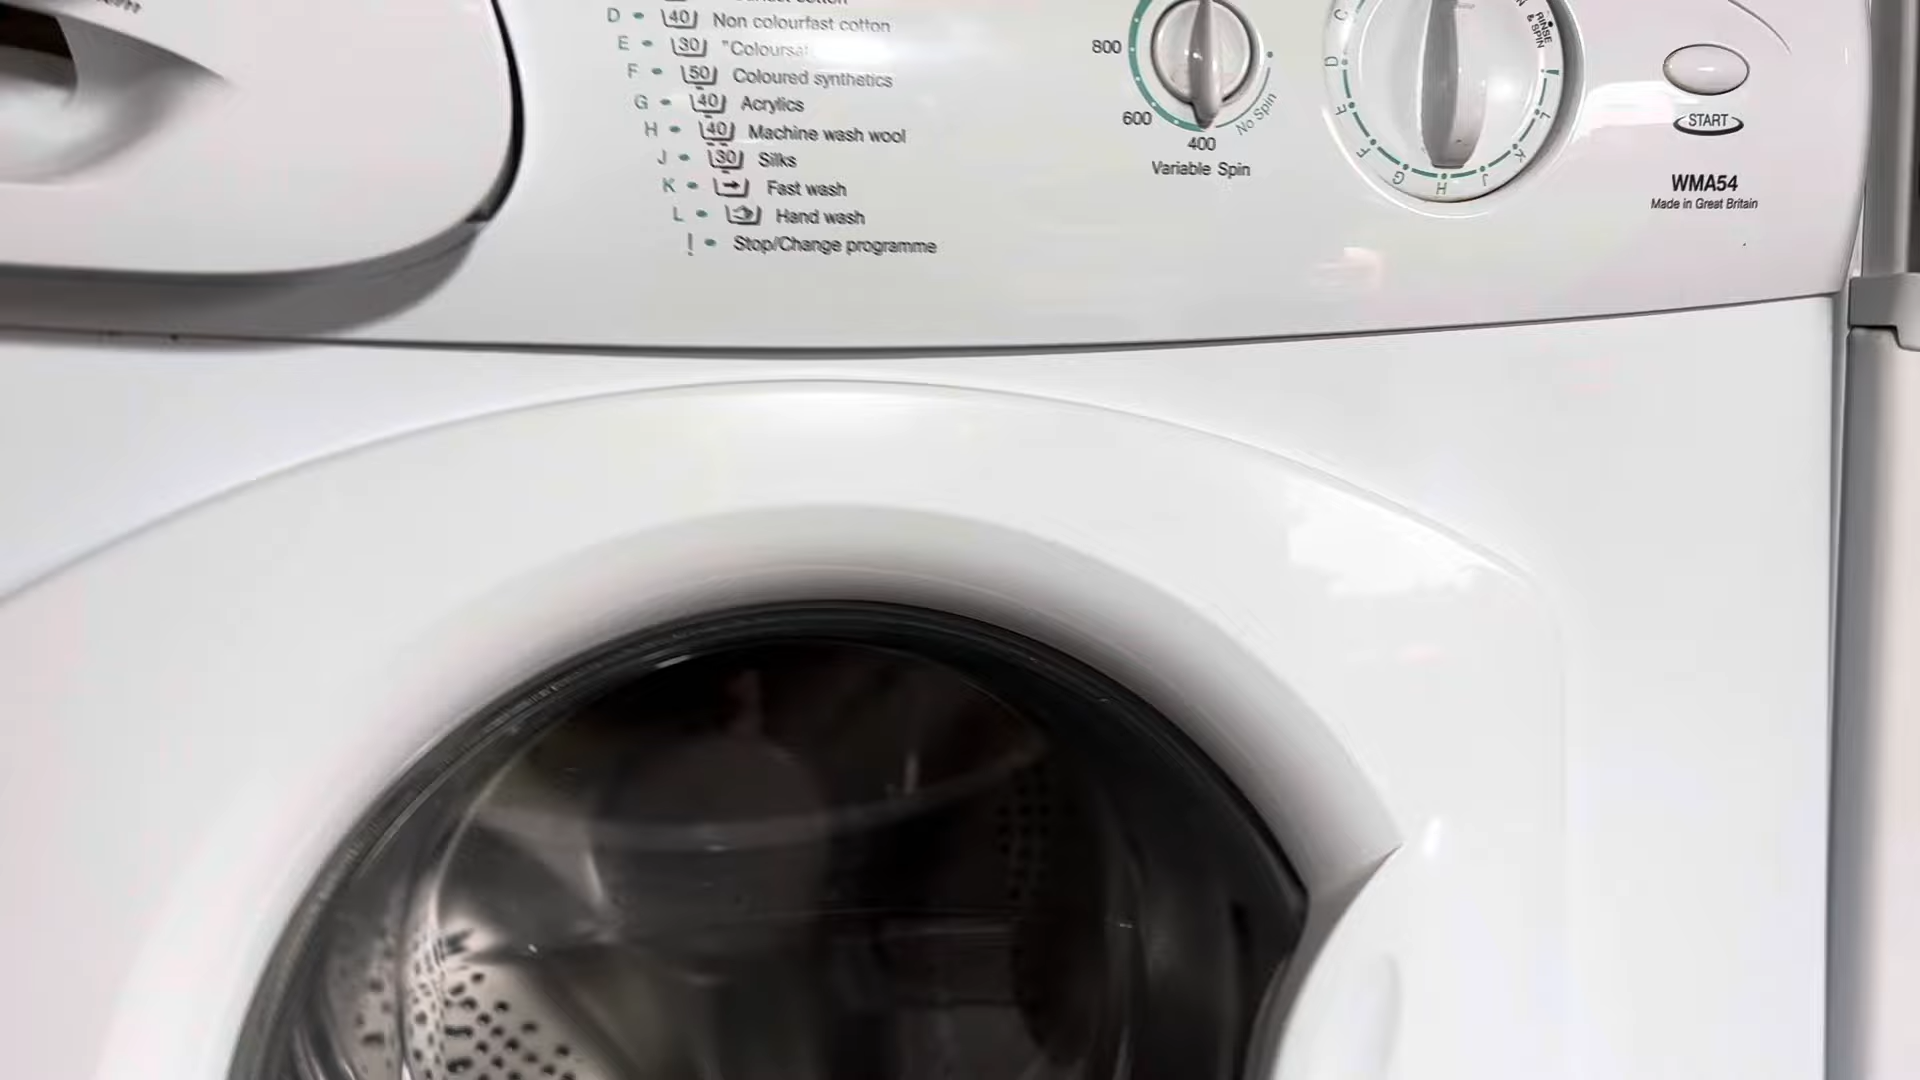 D 40 Non colourfast cotton
E 30
F 50 Coloured synthetics
G 40 Acrylics
H 40 Machine wash wool
J 30 Silks
K Fast wash
L Hand wash
! Stop/Change programme
800
600
400
No Spin
Variable Spin
C
D
E
F
G
H
J
K
L
!
RINSE
& SPIN
START
WMA54
Made in Great Britain